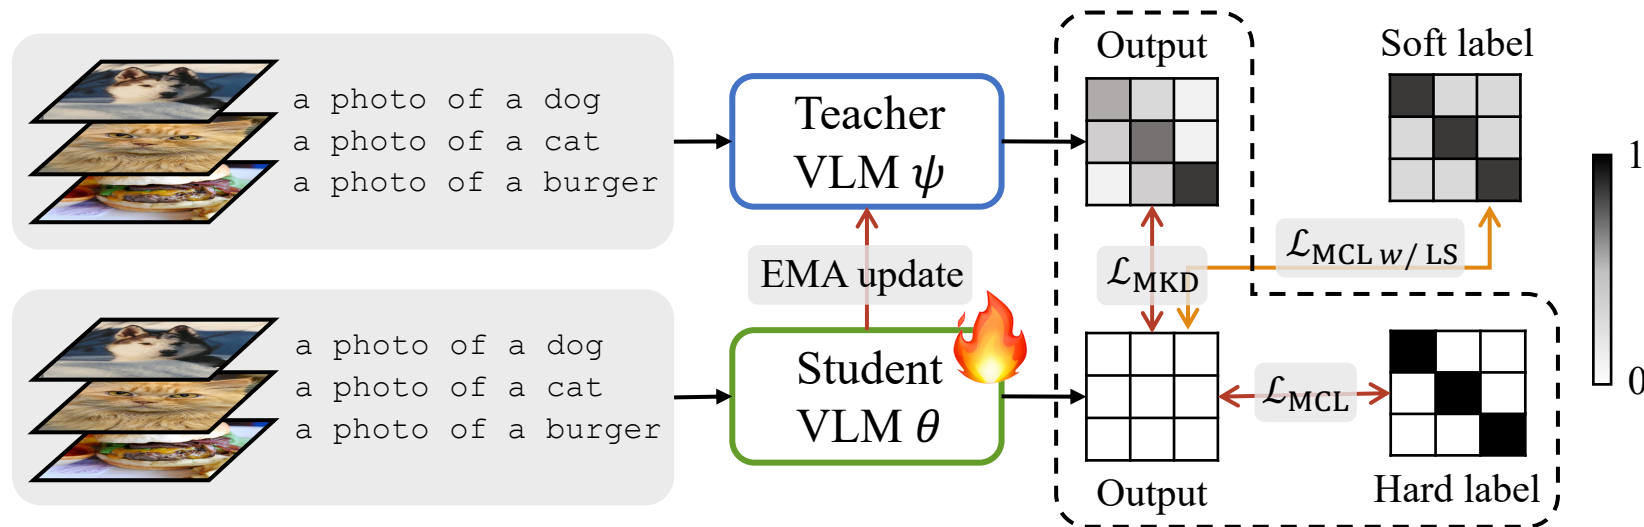 a photo of a dog
a photo of a cat
a photo of a burger
Teacher
VLM ψ
Output
Soft label
1
EMA update
ℒMKD
ℒMCL w/ LS
a photo of a dog
a photo of a cat
a photo of a burger
Student
VLM θ
ℒMCL
0
Output
Hard label